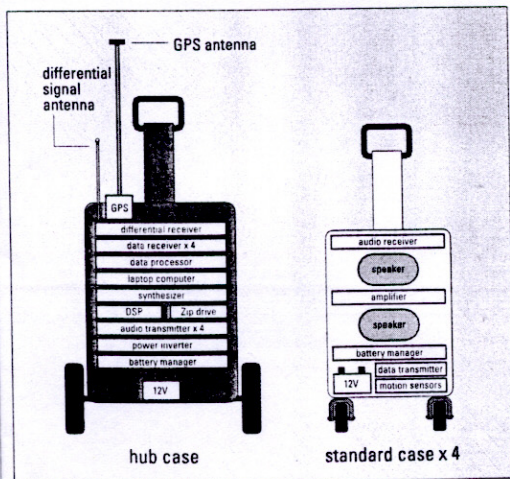 GPS antenna
differential
signal
antenna
GPS
differential receiver
data receiver x 4
data processor
laptop computer
synthesizer
DSP
Zip drive
audio transmitter x 4
power inverter
battery manager
12V
hub case
audio receiver
speaker
amplifier
speaker
battery manager
data transmitter
12V
motion sensors
standard case x 4